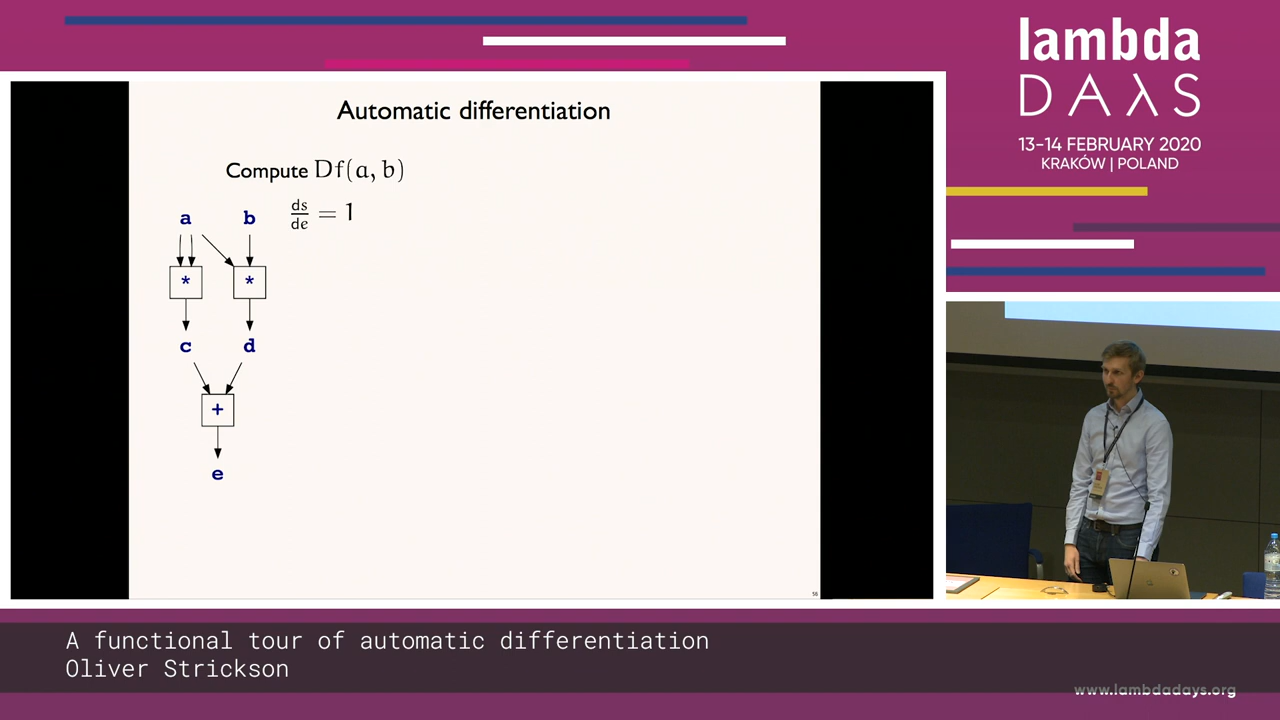 lambda
DAλS
13-14 FEBRUARY 2020
KRAKÓW | POLAND
Automatic differentiation
Compute Df(a, b)
ds/de = 1
a b
* *
c d
+
e
A functional tour of automatic differentiation
Oliver Strickson
www.lambdadays.org